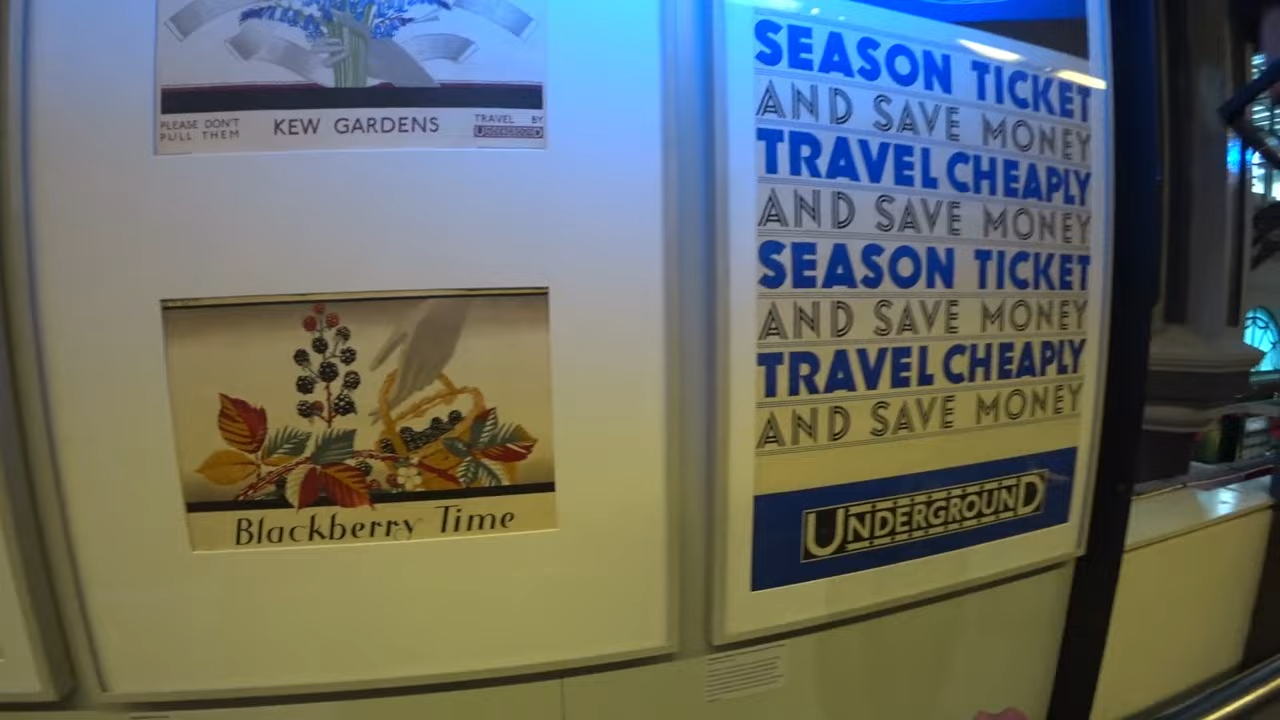 PLEASE DON'T
PULL THEM
KEW GARDENS
TRAVEL BY
UNDERGROUND
Blackberry Time
SEASON TICKET
AND SAVE MONEY
TRAVEL CHEAPLY
AND SAVE MONEY
SEASON TICKET
AND SAVE MONEY
TRAVEL CHEAPLY
AND SAVE MONEY
UNDERGROUND